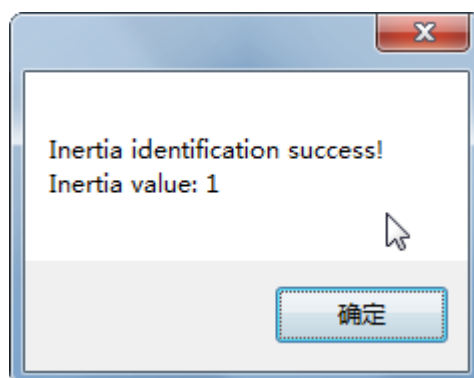 Inertia identification success!
Inertia value: 1
确定